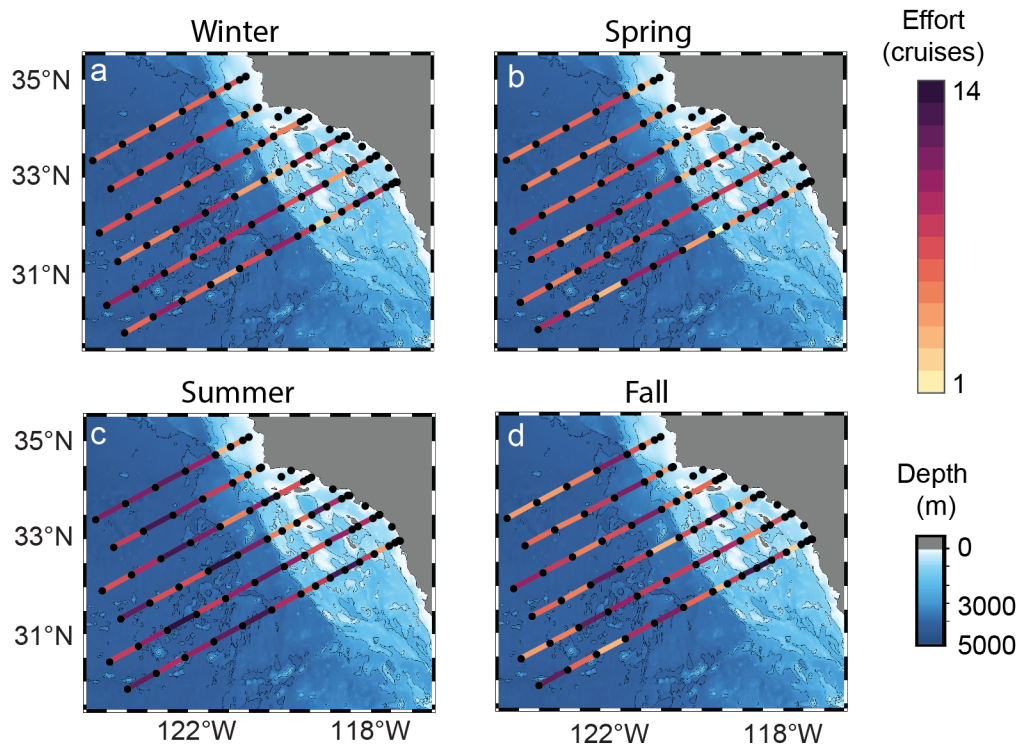 Winter
Spring
Effort
(cruises)
a
b
35°N
33°N
31°N
14
1
Summer
Fall
c
d
35°N
33°N
31°N
122°W
118°W
122°W
118°W
Depth
(m)
0
3000
5000